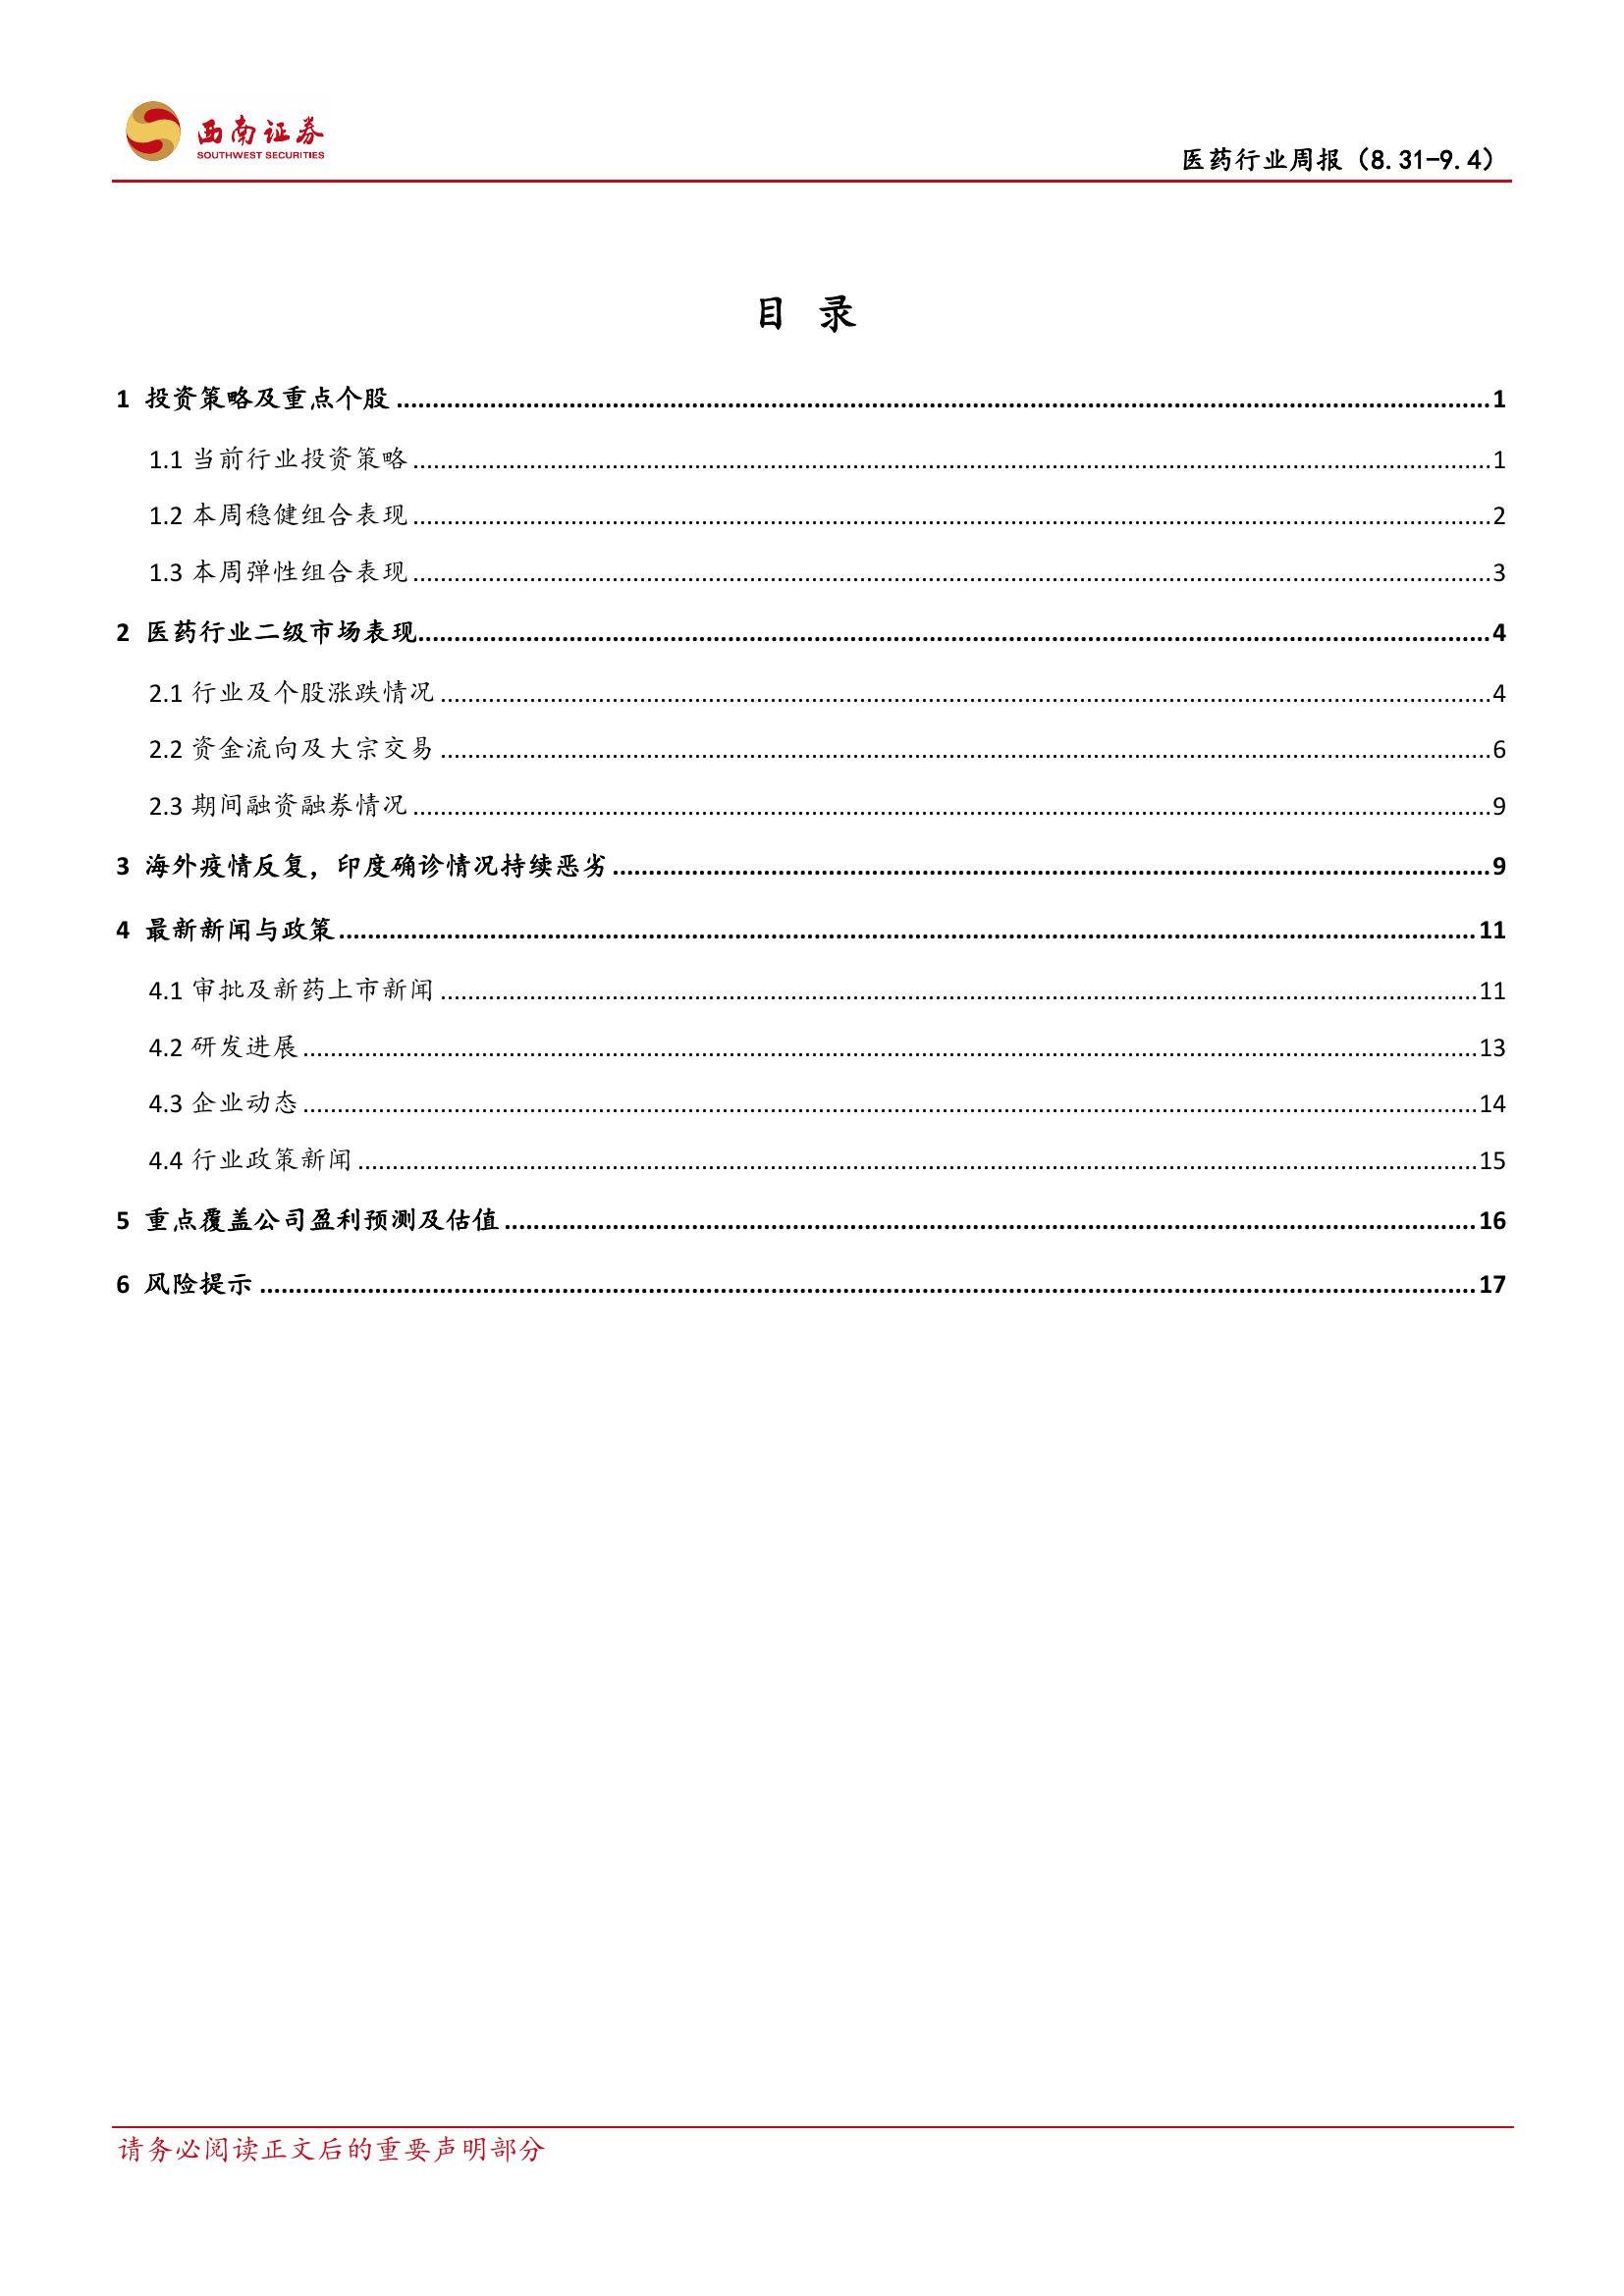 西南证券
SOUTHWEST SECURITIES
医药行业周报（8.31-9.4）
目 录
1 投资策略及重点个股 ........ 1
1.1 当前行业投资策略 ........ 1
1.2 本周稳健组合表现 ........ 2
1.3 本周弹性组合表现 ........ 3
2 医药行业二级市场表现 ........ 4
2.1 行业及个股涨跌情况 ........ 4
2.2 资金流向及大宗交易 ........ 6
2.3 期间融资融券情况 ........ 9
3 海外疫情反复，印度确诊情况持续恶劣 ........ 9
4 最新新闻与政策 ........ 11
4.1 审批及新药上市新闻 ........ 11
4.2 研发进展 ........ 13
4.3 企业动态 ........ 14
4.4 行业政策新闻 ........ 15
5 重点覆盖公司盈利预测及估值 ........ 16
6 风险提示 ........ 17
请务必阅读正文后的重要声明部分